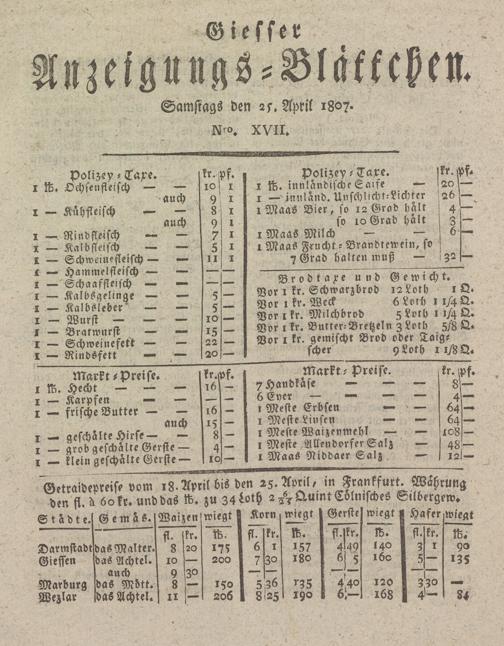 Giesser
Anzeigungs-Blättchen.
Samstags den 25. April 1807.
Nro. XVII.
Polizey-Taxe. kr. pf.
1 ℔. Ochsenfleisch — — 10 1
auch 9 1
1 — Kühfleisch — — 8 1
auch 9 1
1 — Rindfleisch — — 7 1
1 — Kalbfleisch — — 5 1
1 — Schweinefleisch — — 11 1
1 — Hammelfleisch — — — —
1 — Schaaffleisch — — — —
1 — Kalbsgelinge — — 5 —
1 — Kalbsleber — — 5 —
1 — Wurst — — 10 —
1 — Bratwurst — — 15 —
1 — Schweinefett — — 22 —
1 — Rindsfett — — 20 —
Polizey-Taxe. kr. pf.
1 ℔. innländische Saife — 20 —
1 — innländ. Unschlicht-Lichter 26 —
1 Maas Bier, so 12 Grad hält 4 —
so 10 Grad hält 3 —
1 Maas Milch — — 6 —
1 Maas Frucht-Brandtewein, so
7 Grad halten muß — 32 —
Brodtaxe und Gewicht.
Vor 1 kr. Schwarzbrod 12 Loth 1 Q.
Vor 1 kr. Weck 6 Loth 1 1/4 Q.
Vor 1 kr. Milchbrod 5 Loth 1 1/4 Q.
Vor 1 kr. Butter-Bretzeln 3 Loth 5/8 Q.
Vor 1 kr. gemischt Brod oder Taig-
scher 9 Loth 1 1/8 Q.
Markt-Preise. kr. pf.
1 ℔. Hecht — — 16 —
1 — Karpfen — — — —
1 — frische Butter — — 16 —
auch 15 —
1 — geschälte Hirse — — 8 —
1 — grob geschälte Gerste — 4 —
1 — klein geschälte Gerste — 10 —
Markt-Preise. kr. pf.
7 Handkäse — — 8 —
6 Eyer — — 4 —
1 Meste Erbsen — — 64 —
1 Meste Linsen — — 64 —
1 Meste Waizenmehl — — 108 —
1 Meste Allendorfer Salz — 48 —
1 Maas Niddaer Salz — 12 —
Getraidepreise vom 18. April bis den 25. April, in Frankfurt. Währung
den fl. à 60 kr. und das ℔. zu 34 Loth 2 Quint Cölnisches Silbergew.
Städte. Gemäs. Waizen wiegt Korn wiegt Gerste wiegt Hafer wiegt
fl. kr. ℔. fl. kr. ℔. fl. kr. ℔. fl. kr. ℔.
Darmstadt das Malter. 8 20 175 6 1 157 4 49 140 3 1 90
Giessen das Achtel. 10 — 200 7 30 180 6 5 160 5 — 135
auch 9 30 — — — —
Marburg das Mött. 8 — 150 5 36 135 4 40 120 3 30 —
Wezlar das Achtel. 11 — 206 8 25 190 6 — 168 4 — 84